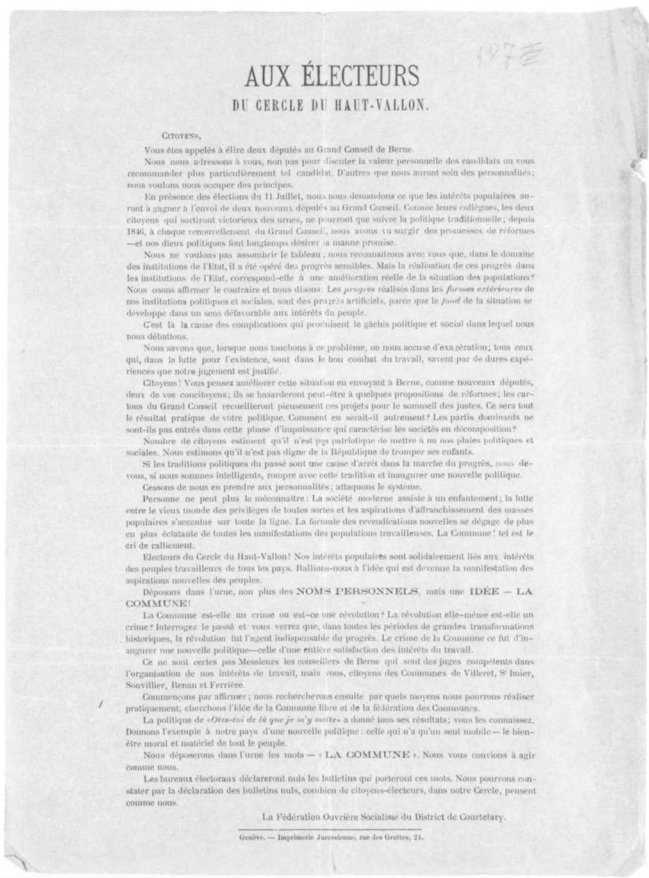 187
AUX ÉLECTEURS
DU CERCLE DU HAUT-VALLON.
CITOYENS,
Vous êtes appelés à élire deux députés au Grand Conseil de Berne.
Nous nous adressons à vous, non pas pour discuter la valeur personnelle des candidats ou vous
recommander plus particulièrement tel candidat. D'autres que nous auront soin des personnalités;
nous voulons nous occuper des principes.
En présence des élections du 11 Juillet, nous nous demandons ce que les intérêts populaires au-
ront à gagner à l'envoi de deux nouveaux députés au Grand Conseil. Comme leurs collègues, les deux
citoyens qui sortiront victorieux des urnes, ne pourront que suivre la politique traditionnelle; depuis
1846, à chaque renouvellement du Grand Conseil, nous avons vu surgir des promesses de réformes
—et nos dieux politiques font longtemps désirer la manne promise.
Nous ne voulons pas assombrir le tableau; nous reconnaitrons avec vous que, dans le domaine
des institutions de l'Etat, il a été opéré des progrès sensibles. Mais la réalisation de ces progrès dans
les institutions de l'Etat, correspond-elle à une amélioration réelle de la situation des populations?
Nous osons affirmer le contraire et nous disons: Les progrès réalisés dans les formes extérieures de
nos institutions politiques et sociales, sont des progrès artificiels, parce que le fond de la situation se
développe dans un sens défavorable aux intérêts du peuple.
C'est là la cause des complications qui produisent le gâchis politique et social dans lequel nous
nous débattons.
Nous savons que, lorsque nous touchons à ce problème, on nous accuse d'exagération; tous ceux
qui, dans la lutte pour l'existence, sont dans le bon combat du travail, savent par de dures expé-
riences que notre jugement est justifié.
Citoyens! Vous pensez améliorer cette situation en envoyant à Berne, comme nouveaux députés,
deux de vos concitoyens; ils se hasarderont peut-être à quelques propositions de réformes; les car-
tons du Grand Conseil recueilleront pieusement ces projets pour le sommeil des justes. Ce sera tout
le résultat pratique de votre politique. Comment en serait-il autrement? Les partis dominants ne
sont-ils pas entrés dans cette phase d'impuissance qui caractérise les sociétés en décomposition?
Nombre de citoyens estiment qu'il n'est pas patriotique de mettre à nu nos plaies politiques et
sociales. Nous estimons qu'il n'est pas digne de la République de tromper ses enfants.
Si les traditions politiques du passé sont une cause d'arrêt dans la marche du progrès, nous de-
vons, si nous sommes intelligents, rompre avec cette tradition et inaugurer une nouvelle politique.
Cessons de nous en prendre aux personnalités; attaquons le système.
Personne ne peut plus le méconnaître: La société moderne assiste à un enfantement; la lutte
entre le vieux monde des privilèges de toutes sortes et les aspirations d'affranchissement des masses
populaires s'accentue sur toute la ligne. La formule des revendications nouvelles se dégage de plus
en plus éclatante de toutes les manifestations des populations travailleuses. La Commune! tel est le
cri de ralliement.
Electeurs du Cercle du Haut-Vallon! Nos intérêts populaires sont solidairement liés aux intérêts
des peuples travailleurs de tous les pays. Rallions-nous à l'idée qui est devenue la manifestation des
aspirations nouvelles des peuples.
Déposons dans l'urne, non plus des NOMS PERSONNELS, mais une IDÉE — LA
COMMUNE!
La Commune est-elle un crime ou est-ce une révolution? La révolution elle-même est-elle un
crime? Interrogez le passé et vous verrez que, dans toutes les périodes de grandes transformations
historiques, la révolution fut l'agent indispensable du progrès. Le crime de la Commune ce fut d'in-
augurer une nouvelle politique—celle d'une entière satisfaction des intérêts du travail.
Ce ne sont certes pas Messieurs les conseillers de Berne qui sont des juges compétents dans
l'organisation de nos intérêts de travail, mais vous, citoyens des Communes de Villeret, St Imier,
Sonvillier, Renan et Ferrière.
Commençons par affirmer; nous rechercherons ensuite par quels moyens nous pourrons réaliser
pratiquement; cherchons l'idée de la Commune libre et de la fédération des Communes.
La politique de «Otes-toi de là que je m'y mette» a donné tous ses résultats; vous les connaissez.
Donnons l'exemple à notre pays d'une nouvelle politique: celle qui n'a qu'un seul mobile — le bien-
être moral et matériel de tout le peuple.
Nous déposerons dans l'urne les mots — « LA COMMUNE ». Nous vous convions à agir
comme nous.
Les bureaux électoraux déclareront nuls les bulletins qui porteront ces mots. Nous pourrons con-
stater par la déclaration des bulletins nuls, combien de citoyens-électeurs, dans notre Cercle, pensent
comme nous.
La Fédération Ouvrière Socialiste du District de Courtelary.
Genève. — Imprimerie Jurassienne, rue des Grottes, 24.